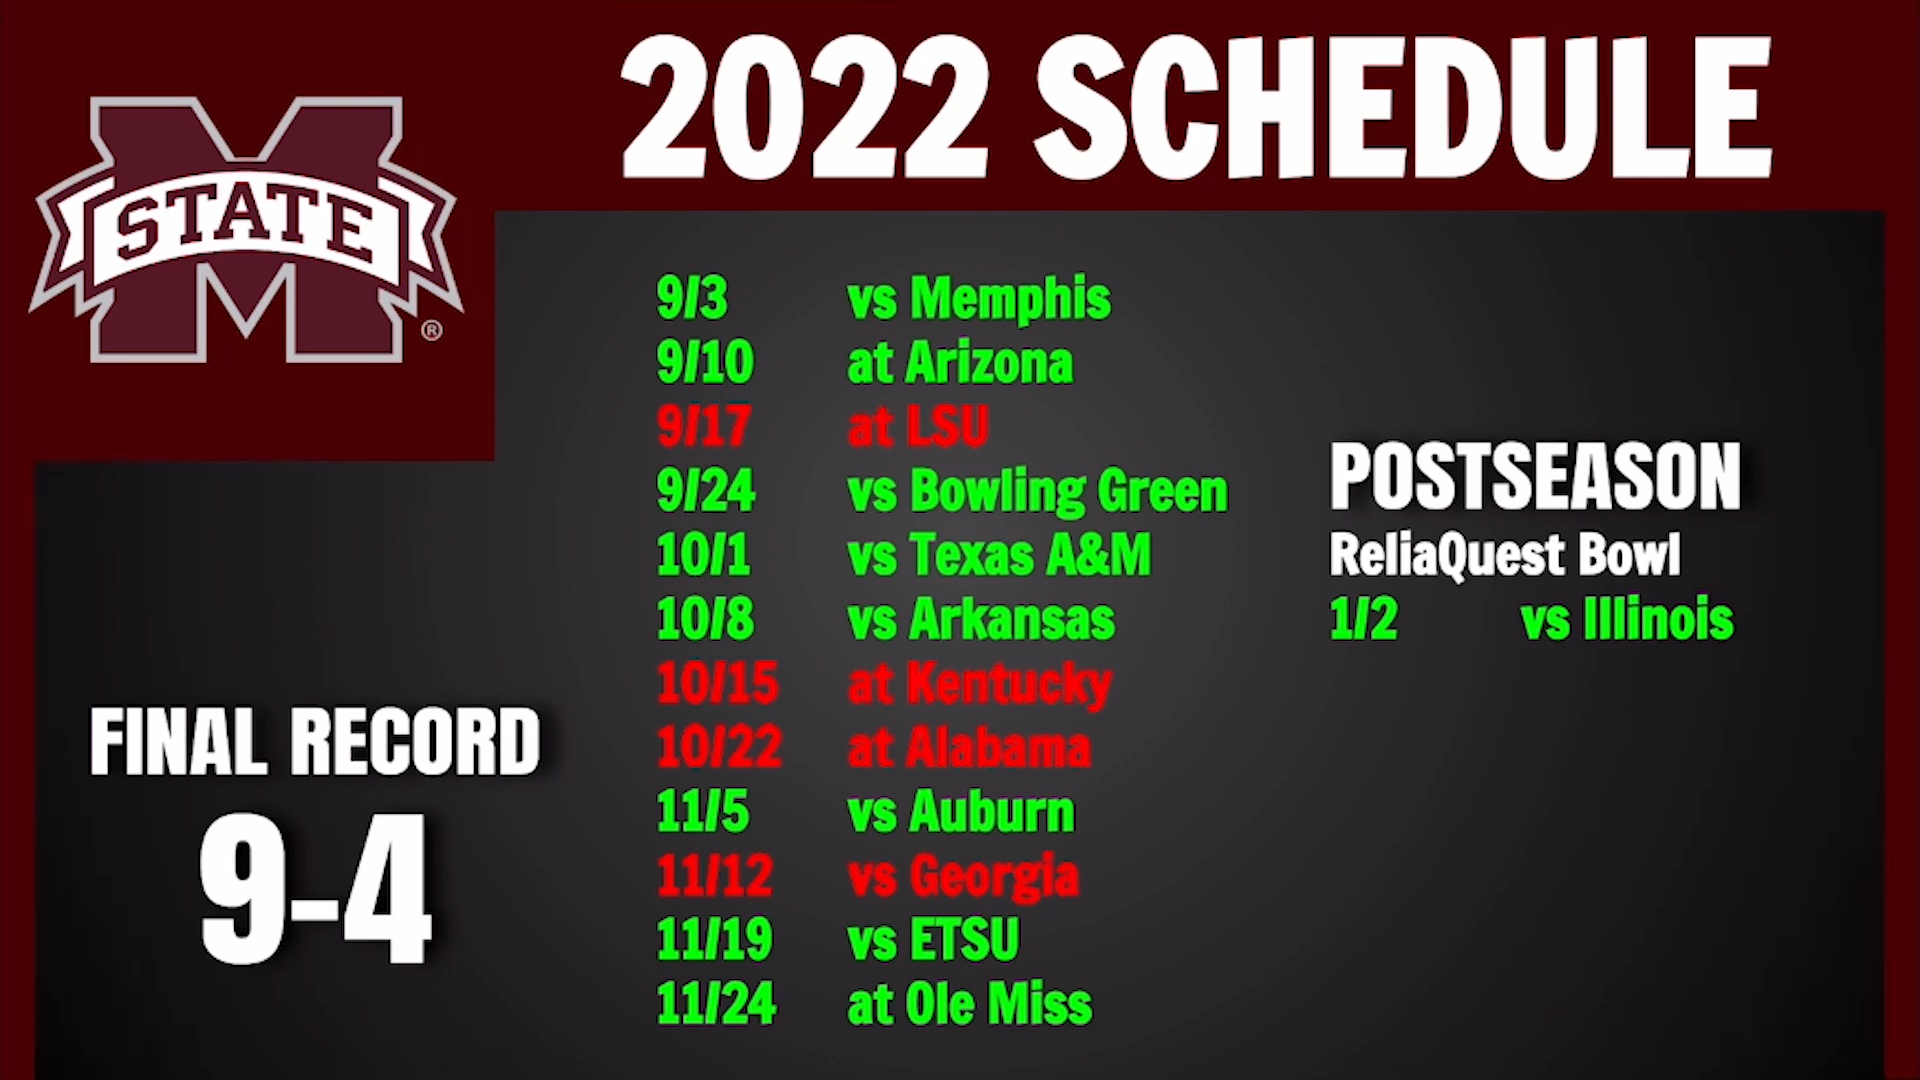 2022 SCHEDULE
STATE
®
9/3 vs Memphis
9/10 at Arizona
9/17 at LSU
9/24 vs Bowling Green
10/1 vs Texas A&M
10/8 vs Arkansas
10/15 at Kentucky
10/22 at Alabama
11/5 vs Auburn
11/12 vs Georgia
11/19 vs ETSU
11/24 at Ole Miss
POSTSEASON
ReliaQuest Bowl
1/2 vs Illinois
FINAL RECORD
9-4